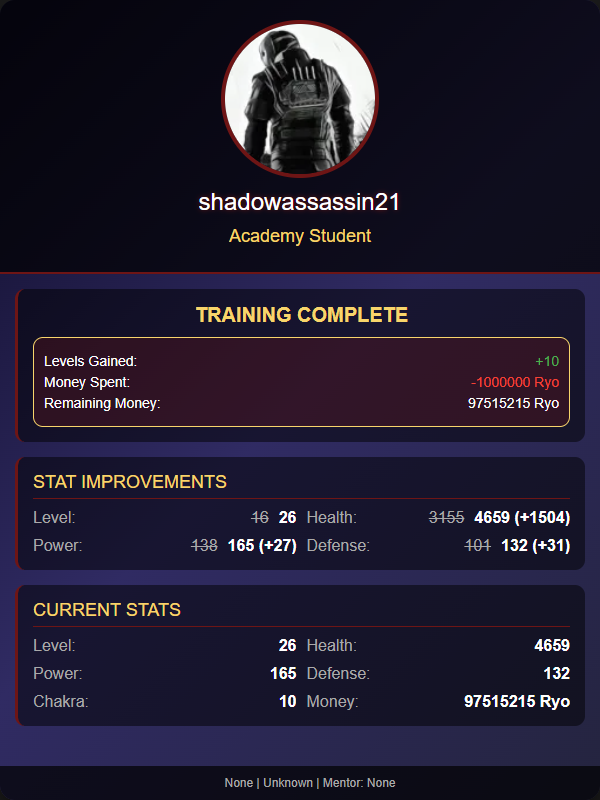 shadowassassin21
Academy Student
TRAINING COMPLETE
Levels Gained: +10
Money Spent: -1000000 Ryo
Remaining Money: 97515215 Ryo
STAT IMPROVEMENTS
Level: 16 26 Health: 3155 4659 (+1504)
Power: 138 165 (+27) Defense: 101 132 (+31)
CURRENT STATS
Level: 26 Health: 4659
Power: 165 Defense: 132
Chakra: 10 Money: 97515215 Ryo
None | Unknown | Mentor: None